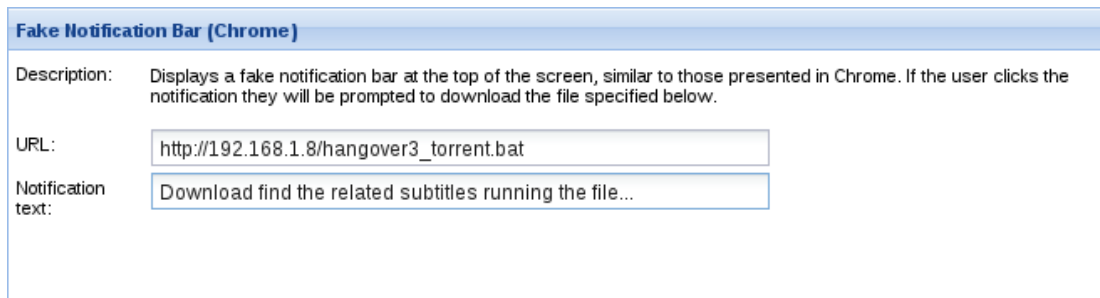 Fake Notification Bar (Chrome)
Description: Displays a fake notification bar at the top of the screen, similar to those presented in Chrome. If the user clicks the
notification they will be prompted to download the file specified below.
URL: http://192.168.1.8/hangover3_torrent.bat
Notification text: Download find the related subtitles running the file...